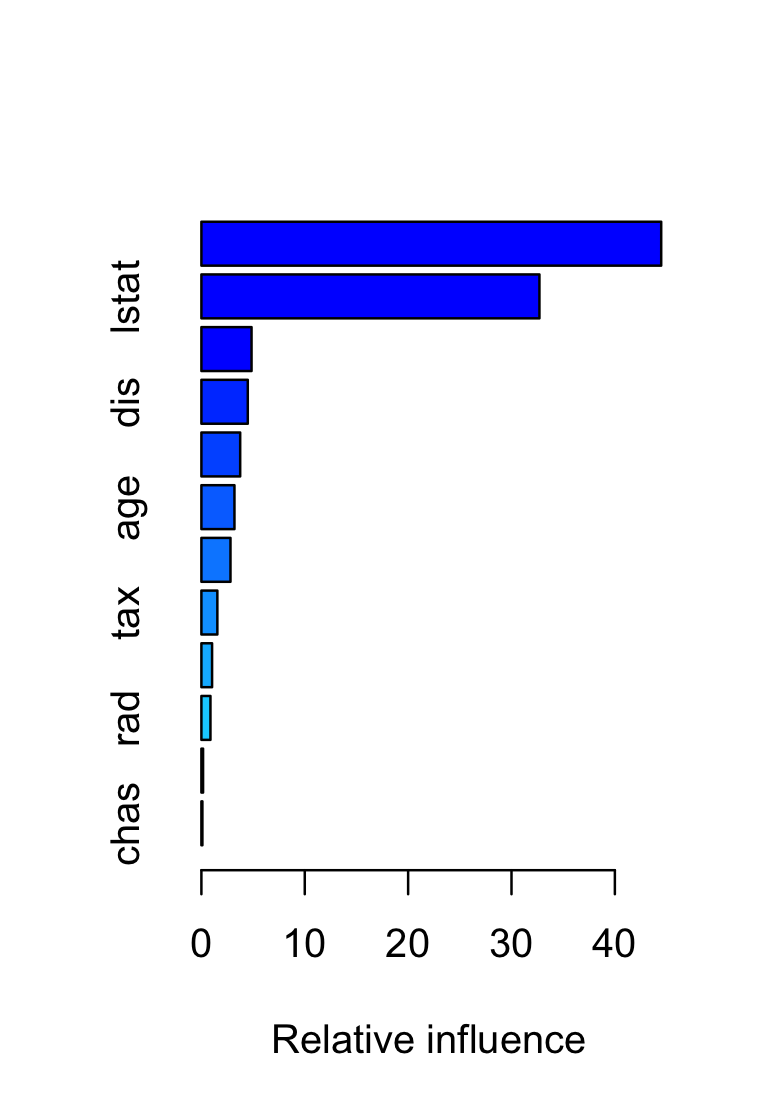 lstat
dis
age
tax
rad
chas
0 10 20 30 40
Relative influence